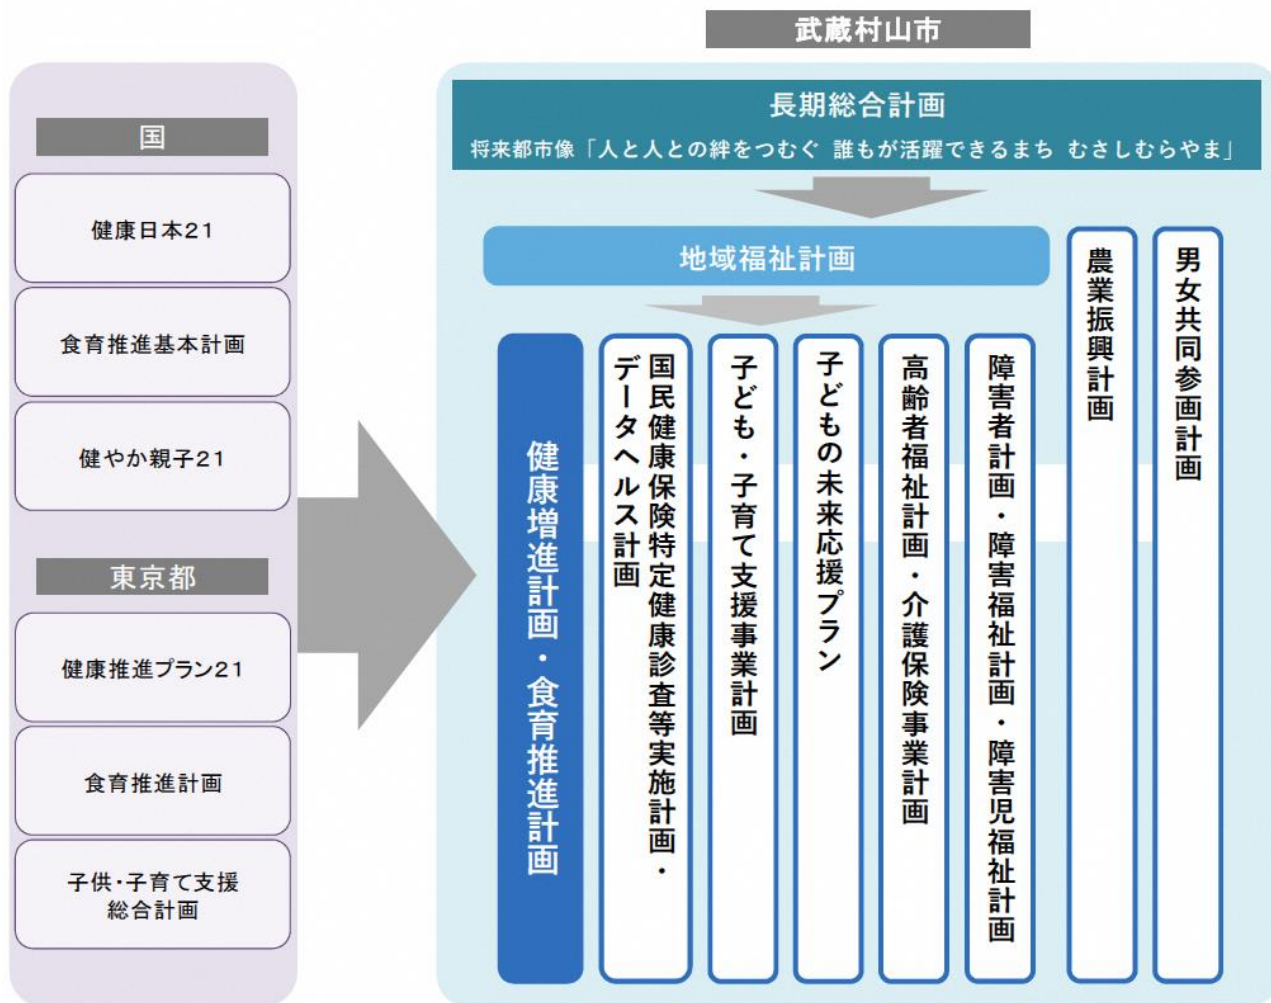 武蔵村山市
国
健康日本21
食育推進基本計画
健やか親子21
東京都
健康推進プラン21
食育推進計画
子供・子育て支援
総合計画
長期総合計画
将来都市像「人と人との絆をつむぐ 誰もが活躍できるまち むさしむらやま」
地域福祉計画
健康増進計画・食育推進計画
国民健康保険特定健康診査等実施計画・
データヘルス計画
子ども・子育て支援事業計画
子どもの未来応援プラン
高齢者福祉計画・介護保険事業計画
障害者計画・障害福祉計画・障害児福祉計画
農業振興計画
男女共同参画計画